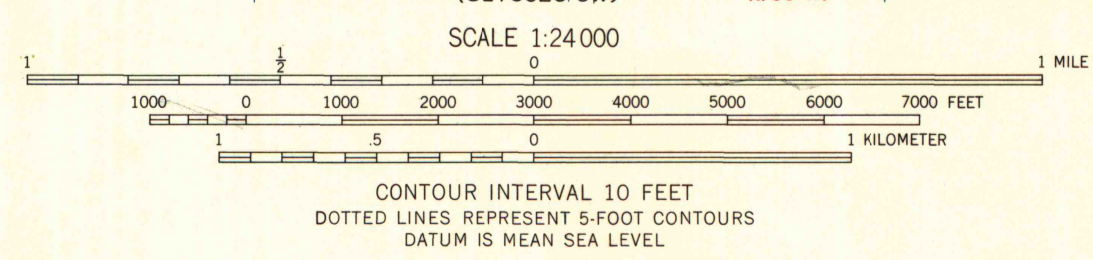 SCALE 1:24 000
1 1/2 0 1 MILE
1000 0 1000 2000 3000 4000 5000 6000 7000 FEET
1 .5 0 1 KILOMETER
CONTOUR INTERVAL 10 FEET
DOTTED LINES REPRESENT 5-FOOT CONTOURS
DATUM IS MEAN SEA LEVEL